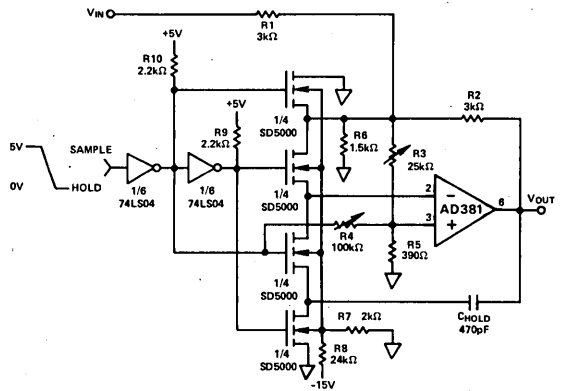 VIN
R1
3kΩ
+5V
R10
2.2kΩ
R2
3kΩ
1/4
SD5000
+5V
R9
2.2kΩ
R6
1.5kΩ
R3
25kΩ
5V
0V
SAMPLE
HOLD
1/6
74LS04
1/6
74LS04
1/4
SD5000
2
−
3
+
AD381
6
VOUT
R4
100kΩ
R5
390Ω
1/4
SD5000
R7 2kΩ
CHOLD
470pF
1/4
SD5000
R8
24kΩ
-15V